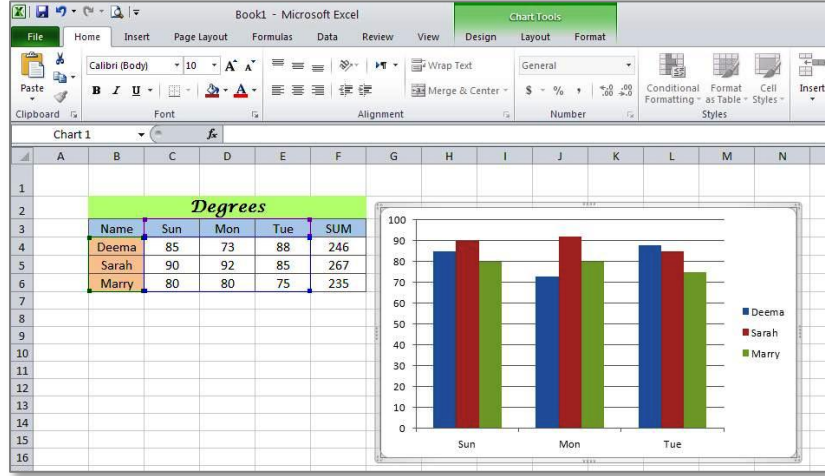 Book1 - Microsoft Excel
Chart Tools
File Home Insert Page Layout Formulas Data Review View Design Layout Format
Paste
Calibri (Body) 10 A A
B I U A
Wrap Text
Merge & Center
General
$ % , .0 .00 .00 .0
Conditional Formatting
Format as Table
Cell Styles
Insert
Clipboard Font Alignment Number Styles
Chart 1 fx
A B C D E F G H I J K L M N
1
2 Degrees
3 Name Sun Mon Tue SUM
4 Deema 85 73 88 246
5 Sarah 90 92 85 267
6 Marry 80 80 75 235
7
8
9
10
11
12
13
14
15
16
100
90
80
70
60
50
40
30
20
10
0
Sun Mon Tue
Deema
Sarah
Marry